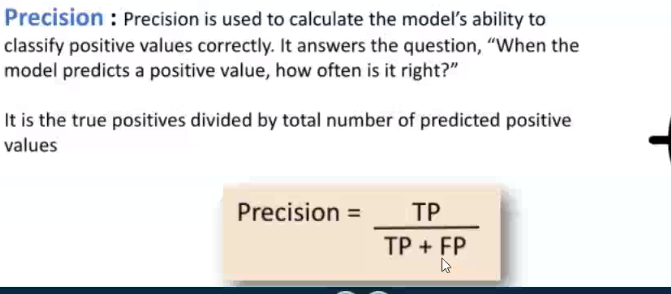 Precision : Precision is used to calculate the model's ability to
classify positive values correctly. It answers the question, “When the
model predicts a positive value, how often is it right?”
It is the true positives divided by total number of predicted positive
values
Precision = TP
TP + FP